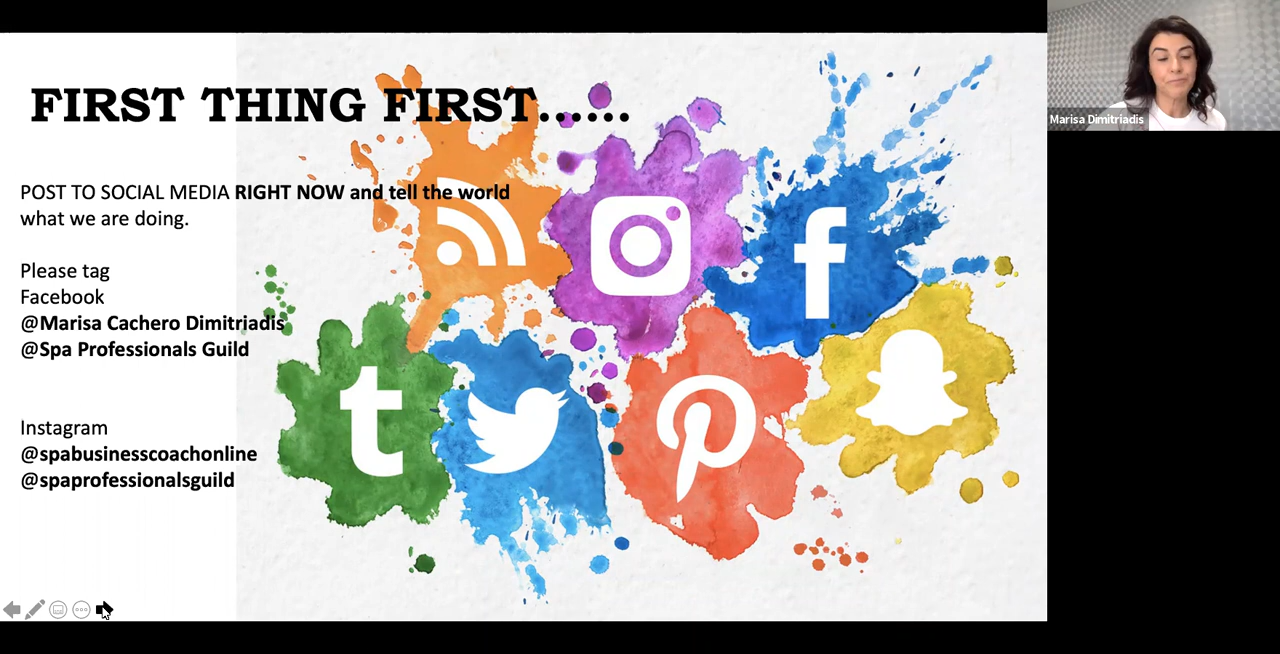 FIRST THING FIRST......
POST TO SOCIAL MEDIA RIGHT NOW and tell the world
what we are doing.
Please tag
Facebook
@Marisa Cachero Dimitriadis
@Spa Professionals Guild
Instagram
@spabusinesscoachonline
@spaprofessionalsguild
Marisa Dimitriadis